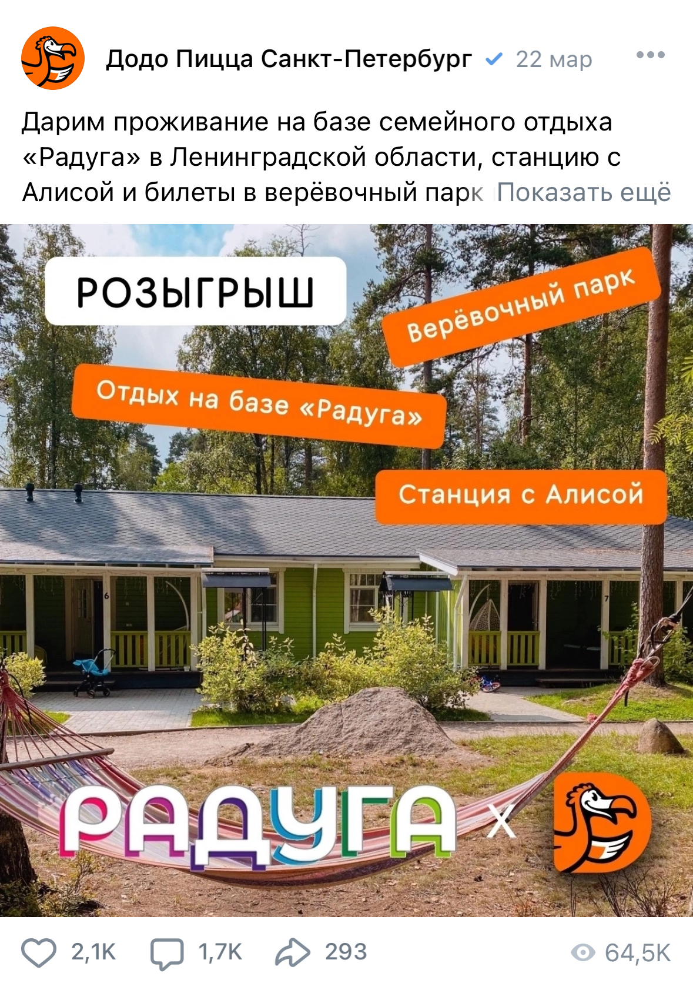 Додо Пицца Санкт-Петербург 22 мар
Дарим проживание на базе семейного отдыха
«Радуга» в Ленинградской области, станцию с
Алисой и билеты в верёвочный парк Показать ещё
РОЗЫГРЫШ
Верёвочный парк
Отдых на базе «Радуга»
Станция с Алисой
6
7
РАДУГА x
2,1K 1,7K 293 64,5K